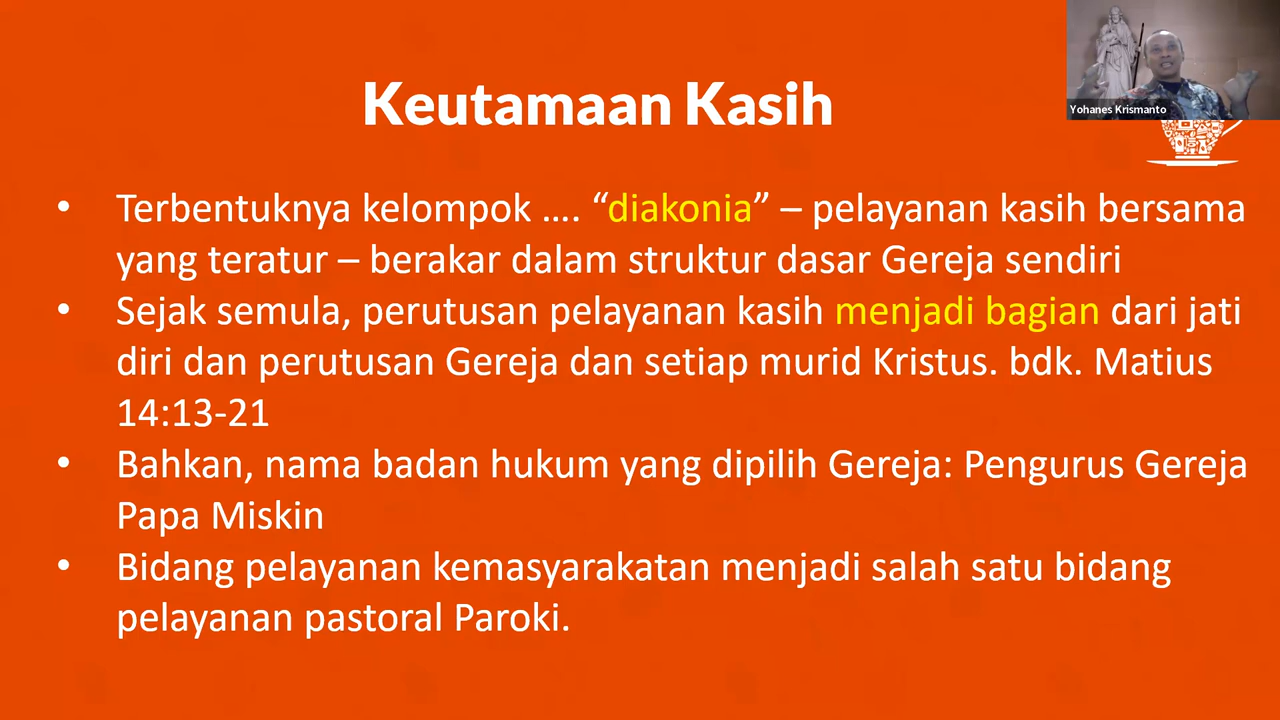 Keutamaan Kasih
Yohanes Krismanto
• Terbentuknya kelompok .... “diakonia” – pelayanan kasih bersama
yang teratur – berakar dalam struktur dasar Gereja sendiri
• Sejak semula, perutusan pelayanan kasih menjadi bagian dari jati
diri dan perutusan Gereja dan setiap murid Kristus. bdk. Matius
14:13-21
• Bahkan, nama badan hukum yang dipilih Gereja: Pengurus Gereja
Papa Miskin
• Bidang pelayanan kemasyarakatan menjadi salah satu bidang
pelayanan pastoral Paroki.